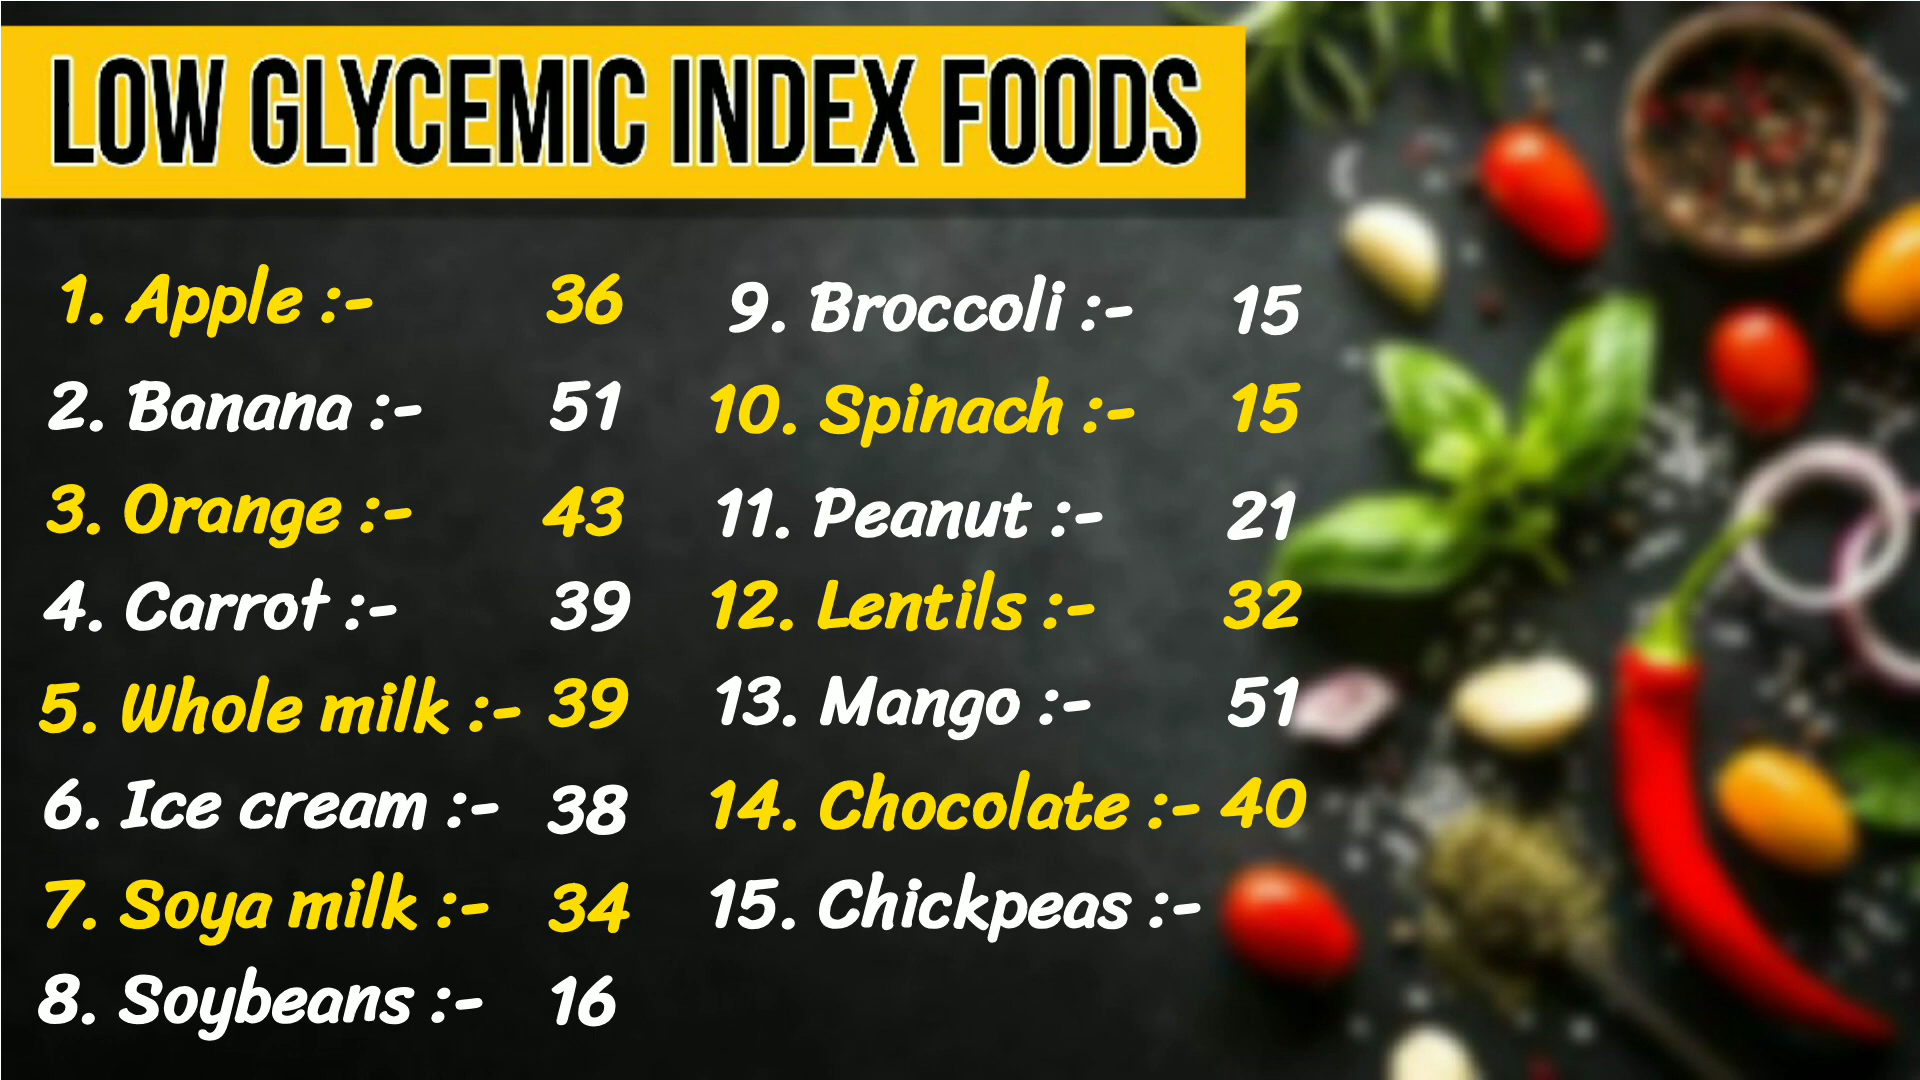 LOW GLYCEMIC INDEX FOODS
1. Apple :- 36
2. Banana :- 51
3. Orange :- 43
4. Carrot :- 39
5. Whole milk :- 39
6. Ice cream :- 38
7. Soya milk :- 34
8. Soybeans :- 16
9. Broccoli :- 15
10. Spinach :- 15
11. Peanut :- 21
12. Lentils :- 32
13. Mango :- 51
14. Chocolate :- 40
15. Chickpeas :-